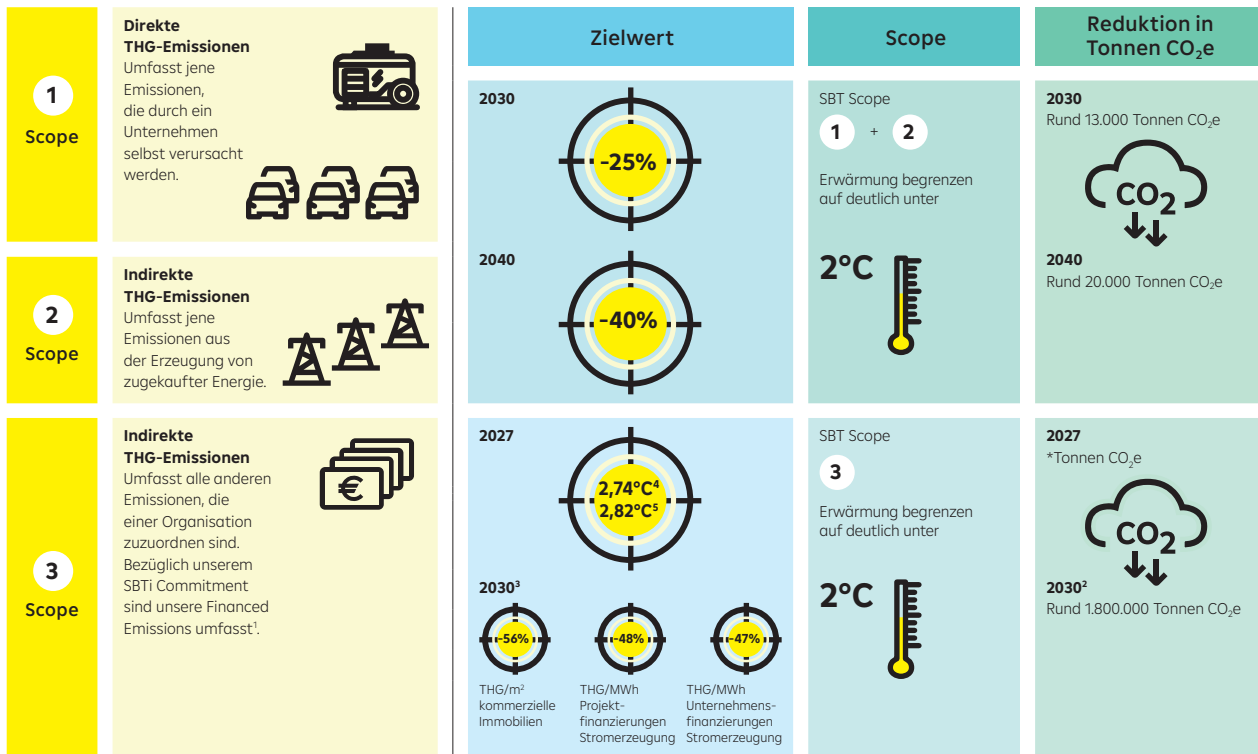 1
Scope
Direkte
THG-Emissionen
Umfasst jene
Emissionen,
die durch ein
Unternehmen
selbst verursacht
werden.
2
Scope
Indirekte
THG-Emissionen
Umfasst jene
Emissionen aus
der Erzeugung von
zugekaufter Energie.
3
Scope
Indirekte
THG-Emissionen
Umfasst alle anderen
Emissionen, die
einer Organisation
zuzuordnen sind.
Bezüglich unserem
SBTi Commitment
sind unsere Financed
Emissions umfasst¹.
€
Zielwert
2030
-25%
2040
-40%
2027
2,74°C⁴
2,82°C⁵
2030³
-56%
THG/m²
kommerzielle
Immobilien
-48%
THG/MWh
Projekt-
finanzierungen
Stromerzeugung
-47%
THG/MWh
Unternehmens-
finanzierungen
Stromerzeugung
Scope
SBT Scope
1 + 2
Erwärmung begrenzen
auf deutlich unter
2°C
SBT Scope
3
Erwärmung begrenzen
auf deutlich unter
2°C
Reduktion in
Tonnen CO₂e
2030
Rund 13.000 Tonnen CO₂e
CO₂
2040
Rund 20.000 Tonnen CO₂e
2027
*Tonnen CO₂e
CO₂
2030²
Rund 1.800.000 Tonnen CO₂e